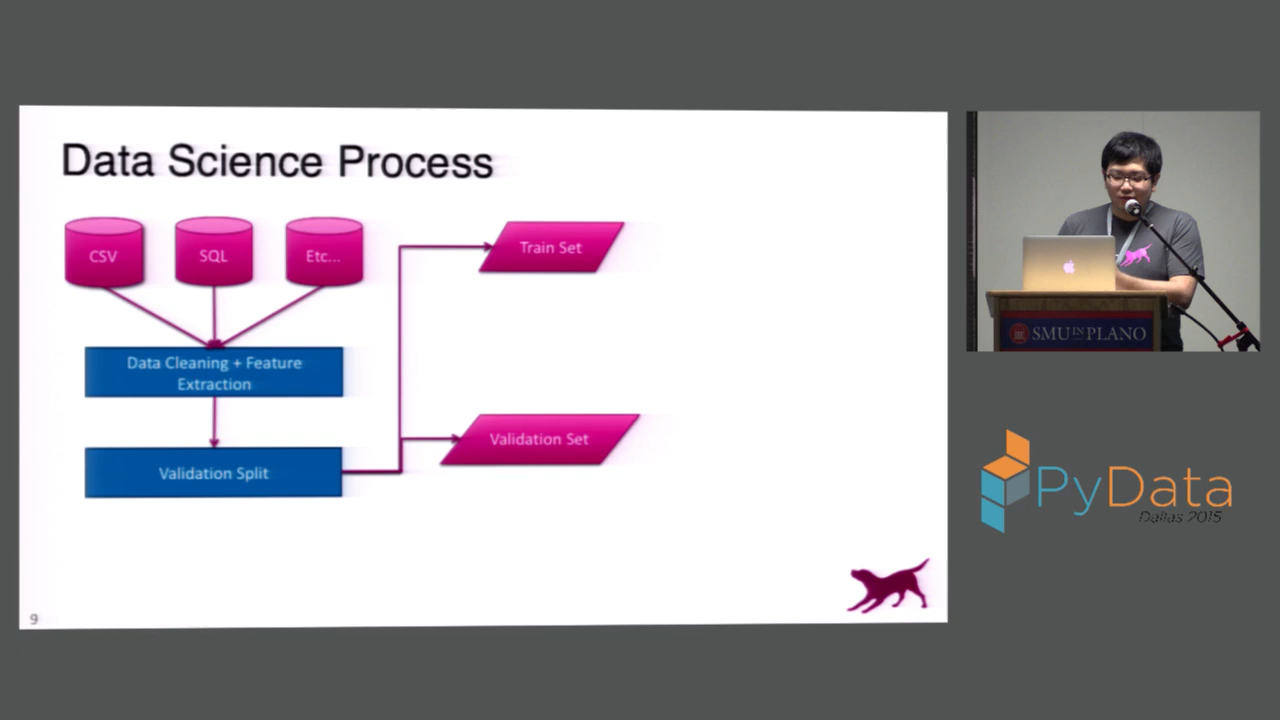 Data Science Process
CSV
SQL
Etc...
Train Set
Data Cleaning + Feature
Extraction
Validation Set
Validation Split
9
SMU IN PLANO
PyData
Dallas 2015